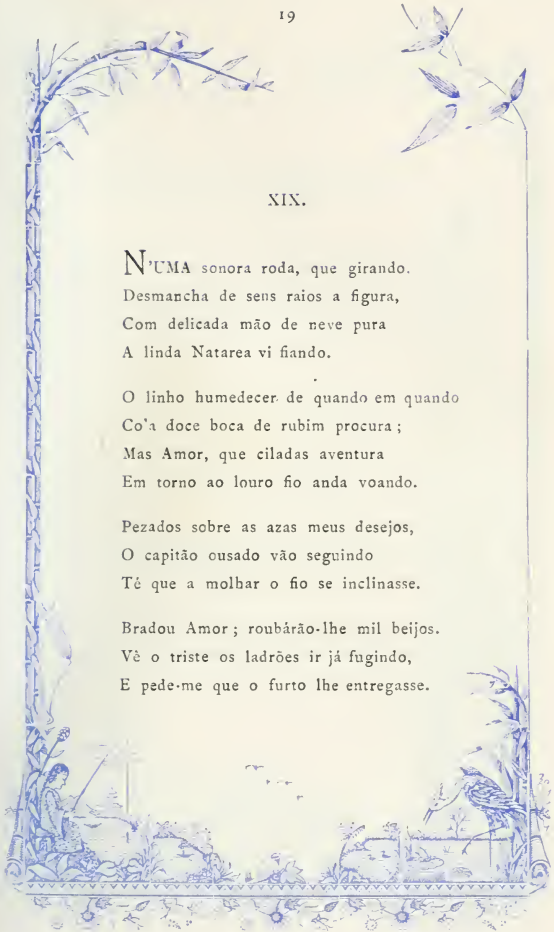 19
XIX.
N'UMA sonora roda, que girando.
Desmancha de seus raios a figura,
Com delicada mão de neve pura
A linda Natarea vi fiando.
O linho humedecer de quando em quando
Co'a doce boca de rubim procura;
Mas Amor, que ciladas aventura
Em torno ao louro fio anda voando.
Pezados sobre as azas meus desejos,
O capitão ousado vão seguindo
Té que a molhar o fio se inclinasse.
Bradou Amor; roubárão-lhe mil beijos.
Vê o triste os ladrões ir já fugindo,
E pede-me que o furto lhe entregasse.